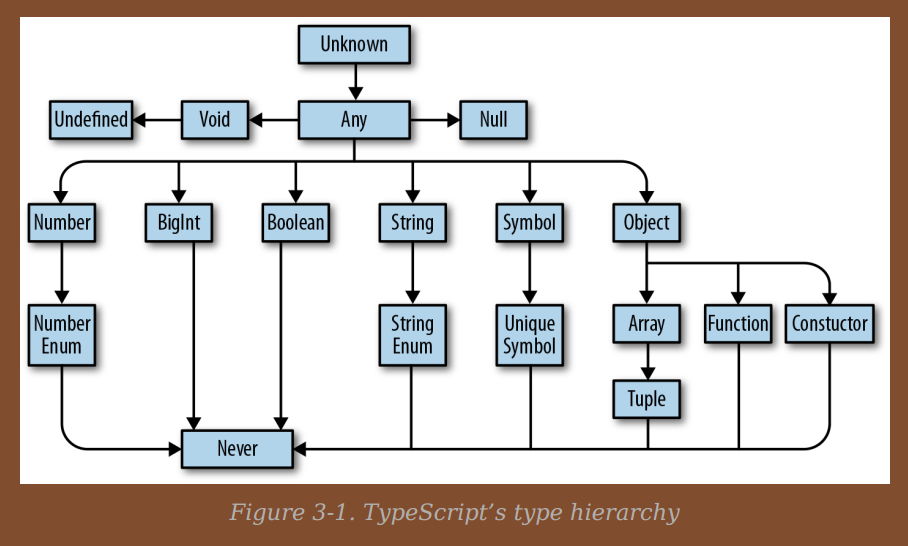 Unknown
Undefined
Void
Any
Null
Number
BigInt
Boolean
String
Symbol
Object
Number
Enum
String
Enum
Unique
Symbol
Array
Function
Constuctor
Tuple
Never
Figure 3-1. TypeScript’s type hierarchy